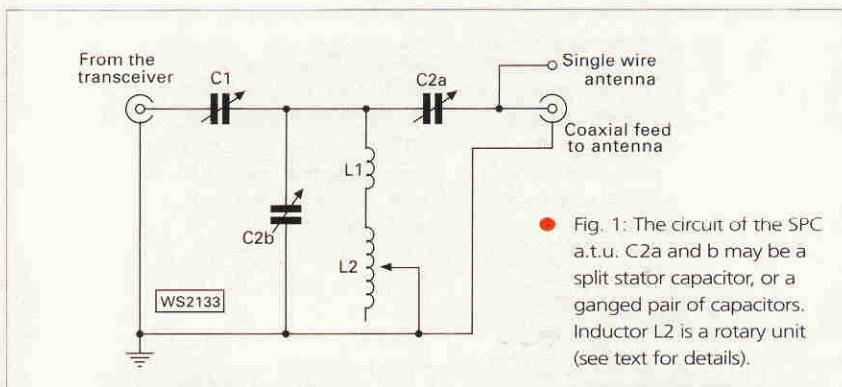 From the
transceiver
C1
C2a
Single wire
antenna
Coaxial feed
to antenna
L1
C2b
L2
WS2133
Fig. 1: The circuit of the SPC
a.t.u. C2a and b may be a
split stator capacitor, or a
ganged pair of capacitors.
Inductor L2 is a rotary unit
(see text for details).